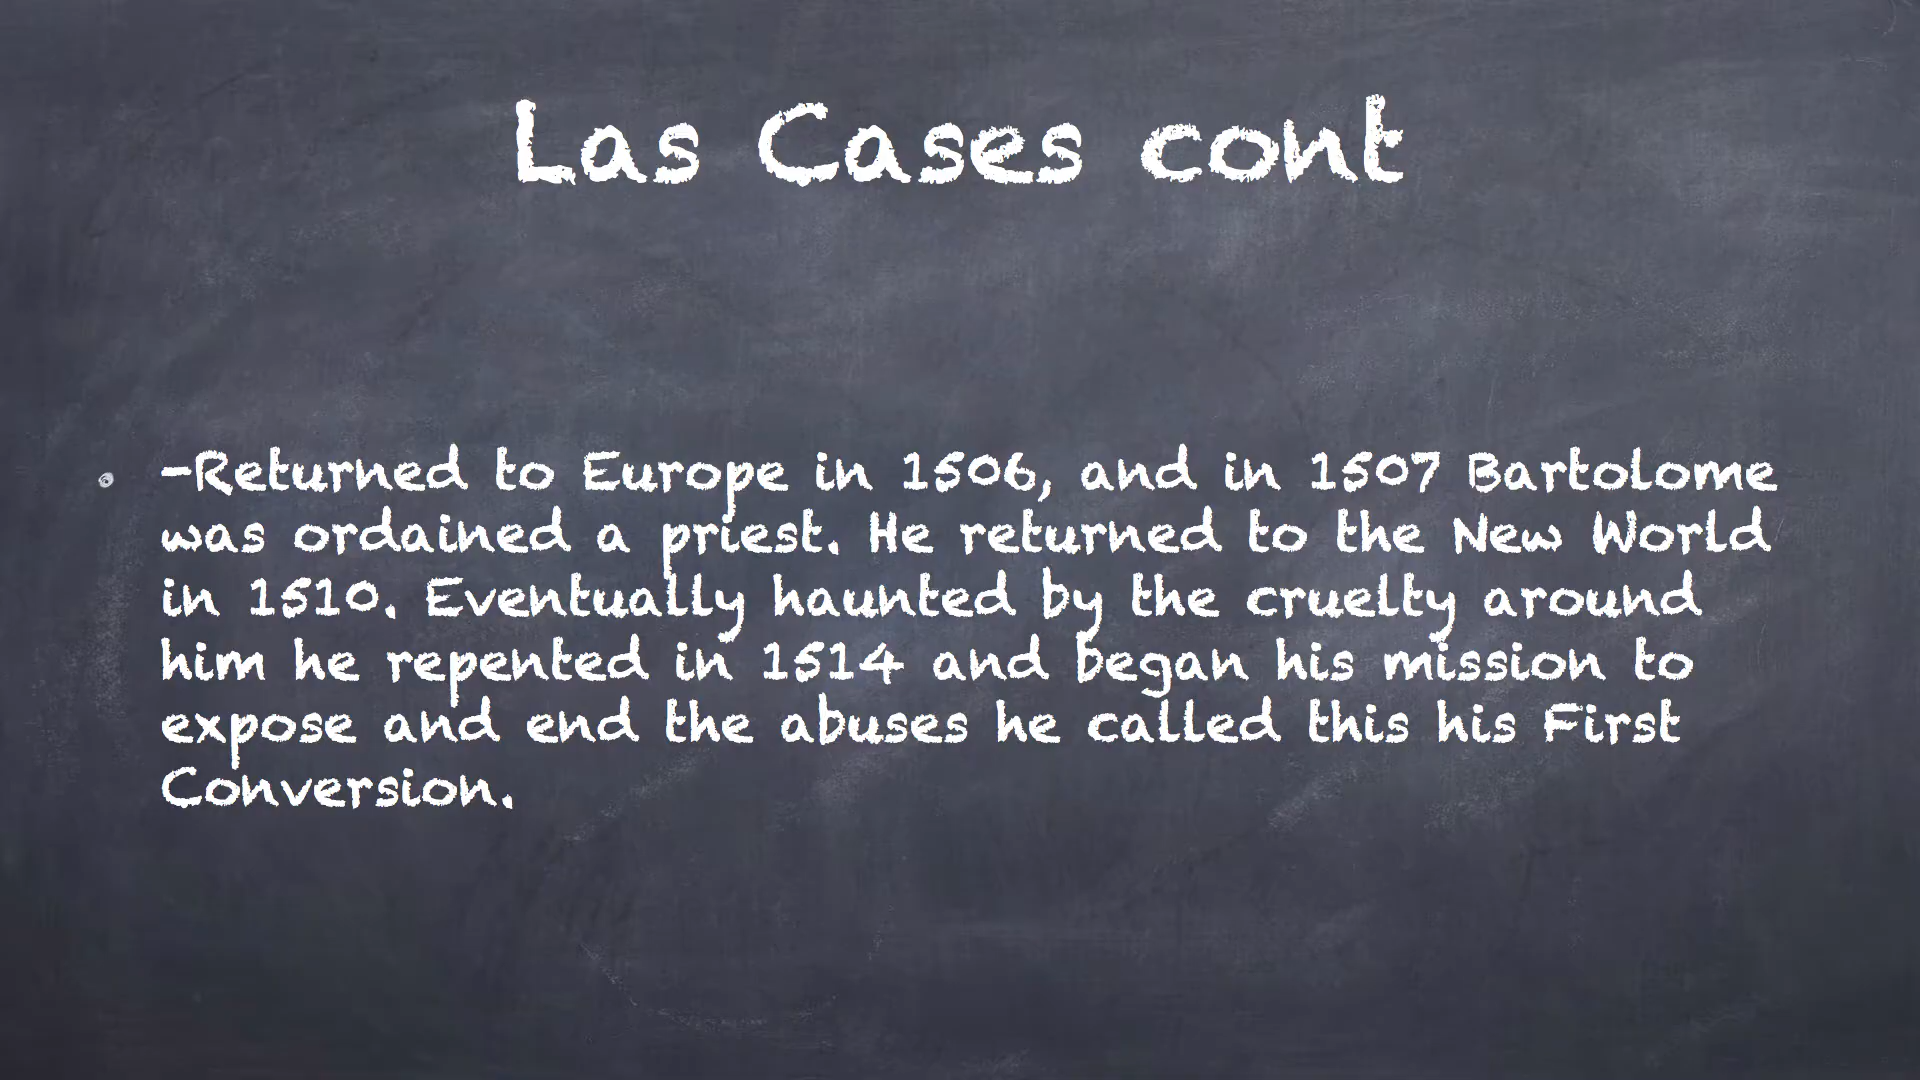 Las Cases cont
-Returned to Europe in 1506, and in 1507 Bartolome
was ordained a priest. He returned to the New World
in 1510. Eventually haunted by the cruelty around
him he repented in 1514 and began his mission to
expose and end the abuses he called this his First
Conversion.